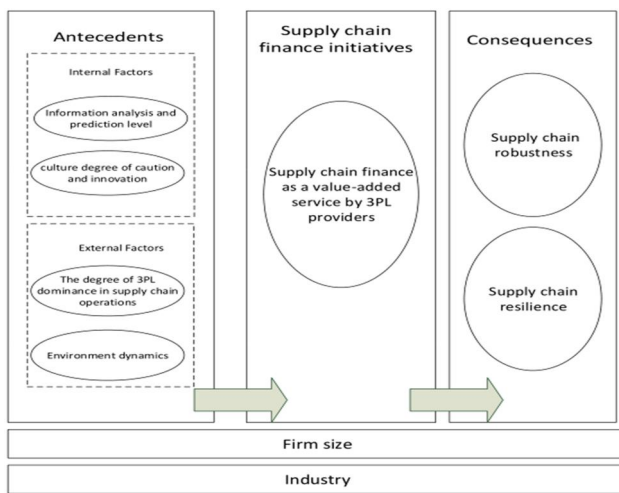 Antecedents
Internal Factors
Information analysis and
prediction level
culture degree of caution
and innovation
External Factors
The degree of 3PL
dominance in supply chain
operations
Environment dynamics
Supply chain
finance initiatives
Supply chain finance
as a value-added
service by 3PL
providers
Consequences
Supply chain
robustness
Supply chain
resilience
Firm size
Industry